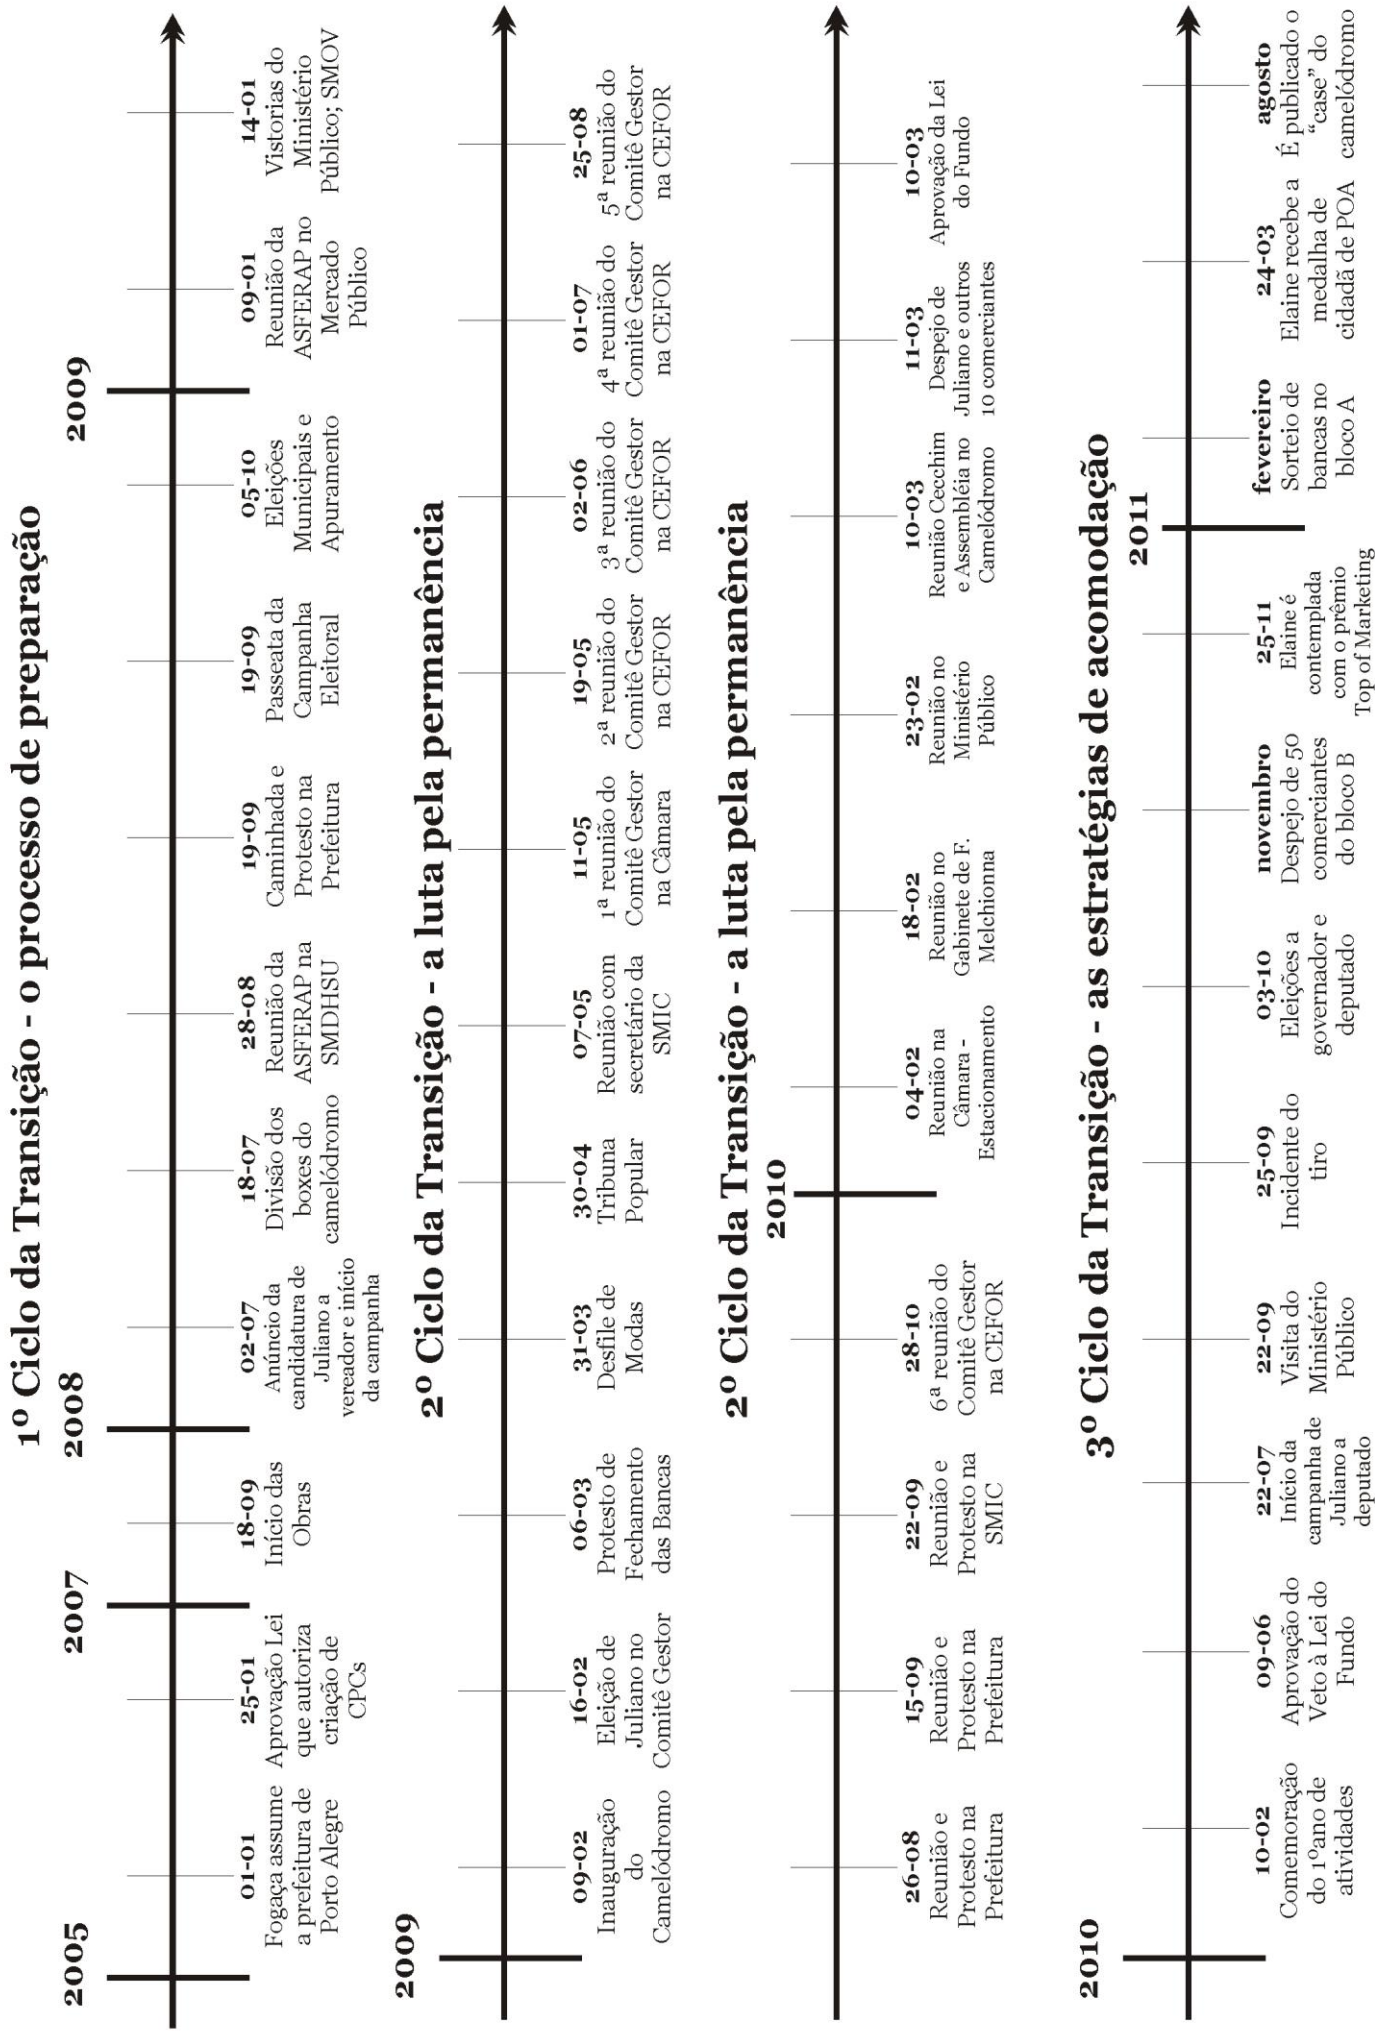 1º Ciclo da Transição - o processo de preparação
2005
01-01
Fogaça assume
a prefeitura de
Porto Alegre
25-01
Aprovação Lei
que autoriza
criação de
CPCs
2007
18-09
Início das
Obras
2008
02-07
Anúncio da
candidatura de
Juliano a
vereador e início
da campanha
18-07
Divisão dos
boxes do
camelódromo
28-08
Reunião da
ASFERAP na
SMDHSU
19-09
Caminhada e
Protesto na
Prefeitura
19-09
Passeata da
Campanha
Eleitoral
05-10
Eleições
Municipais e
Apuramento
2009
09-01
Reunião da
ASFERAP no
Mercado
Público
14-01
Vistorias do
Ministério
Público; SMOV
2º Ciclo da Transição - a luta pela permanência
2009
09-02
Inauguração
do
Camelódromo
16-02
Eleição de
Juliano no
Comitê Gestor
06-03
Protesto de
Fechamento
das Bancas
31-03
Desfile de
Modas
30-04
Tribuna
Popular
07-05
Reunião com
secretário da
SMIC
11-05
1ª reunião do
Comitê Gestor
na Câmara
19-05
2ª reunião do
Comitê Gestor
na CEFOR
02-06
3ª reunião do
Comitê Gestor
na CEFOR
01-07
4ª reunião do
Comitê Gestor
na CEFOR
25-08
5ª reunião do
Comitê Gestor
na CEFOR
2º Ciclo da Transição - a luta pela permanência
26-08
Reunião e
Protesto na
Prefeitura
15-09
Reunião e
Protesto na
Prefeitura
22-09
Reunião e
Protesto na
SMIC
28-10
6ª reunião do
Comitê Gestor
na CEFOR
2010
04-02
Reunião na
Câmara -
Estacionamento
18-02
Reunião no
Gabinete de F.
Melchionna
23-02
Reunião no
Ministério
Público
10-03
Reunião Cecchim
e Assembléia no
Camelódromo
11-03
Despejo de
Juliano e outros
10 comerciantes
10-03
Aprovação da Lei
do Fundo
3º Ciclo da Transição - as estratégias de acomodação
2010
10-02
Comemoração
do 1ºano de
atividades
09-06
Aprovação do
Veto à Lei do
Fundo
22-07
Início da
campanha de
Juliano a
deputado
22-09
Visita do
Ministério
Público
25-09
Incidente do
tiro
03-10
Eleições a
governador e
deputado
novembro
Despejo de 50
comerciantes
do bloco B
25-11
Elaine é
contemplada
com o prêmio
Top of Marketing
2011
fevereiro
Sorteio de
bancas no
bloco A
24-03
Elaine recebe a
medalha de
cidadã de POA
agosto
É publicado o
“case” do
camelódromo